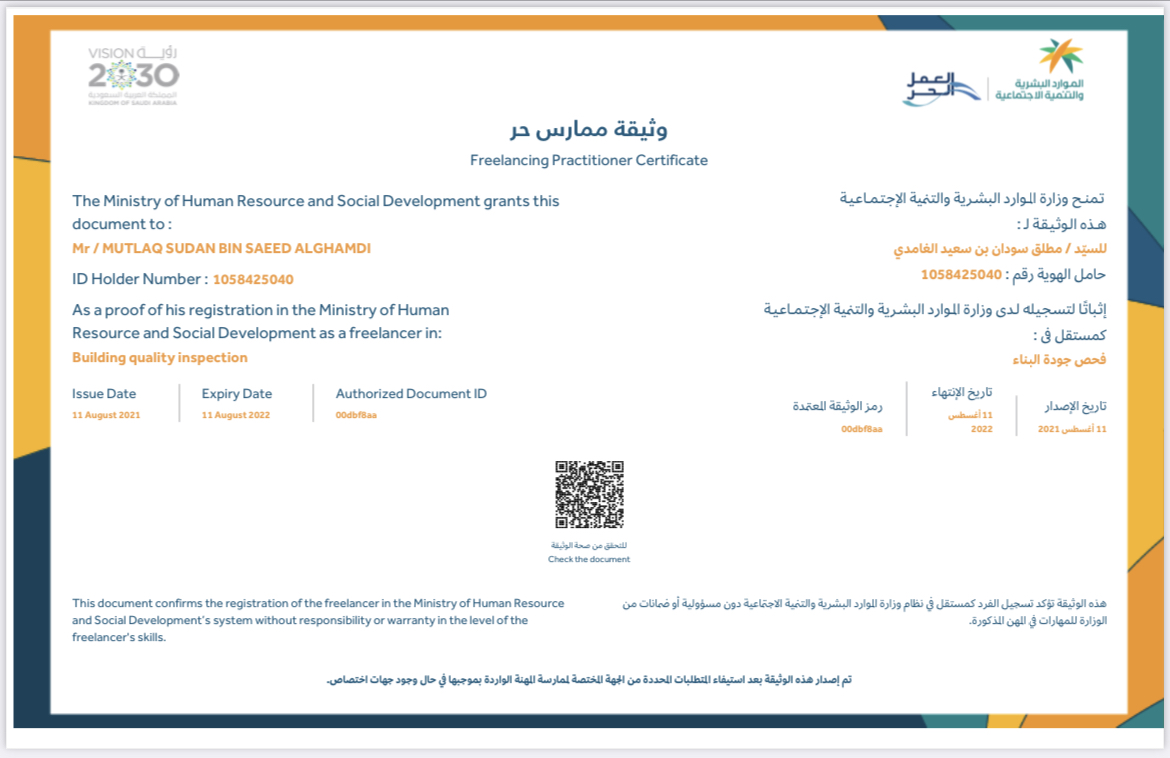 VISION رؤيــة
2030
المملكة العربية السعودية
KINGDOM OF SAUDI ARABIA
العمل
الحر
الموارد البشرية
والتنمية الاجتماعية
وثيقة ممارس حر
Freelancing Practitioner Certificate
The Ministry of Human Resource and Social Development grants this
document to :
Mr / MUTLAQ SUDAN BIN SAEED ALGHAMDI
ID Holder Number : 1058425040
As a proof of his registration in the Ministry of Human
Resource and Social Development as a freelancer in:
Building quality inspection
Issue Date
11 August 2021
Expiry Date
11 August 2022
Authorized Document ID
00dbf8aa
تمنح وزارة الموارد البشرية والتنمية الإجتماعية
هذه الوثيقة لـ :
للسيّد / مطلق سودان بن سعيد الغامدي
حامل الهوية رقم : 1058425040
إثباتًا لتسجيله لدى وزارة الموارد البشرية والتنمية الإجتماعية
كمستقل في :
فحص جودة البناء
تاريخ الإصدار
11 أغسطس 2021
تاريخ الإنتهاء
11 أغسطس
2022
رمز الوثيقة المعتمدة
00dbf8aa
للتحقق من صحة الوثيقة
Check the document
This document confirms the registration of the freelancer in the Ministry of Human Resource
and Social Development's system without responsibility or warranty in the level of the
freelancer's skills.
هذه الوثيقة تؤكد تسجيل الفرد كمستقل في نظام وزارة الموارد البشرية والتنمية الاجتماعية دون مسؤولية أو ضمانات من
الوزارة للمهارات في المهن المذكورة.
تم إصدار هذه الوثيقة بعد استيفاء المتطلبات المحددة من الجهة المختصة لممارسة المهنة الواردة بموجبها في حال وجود جهات اختصاص.